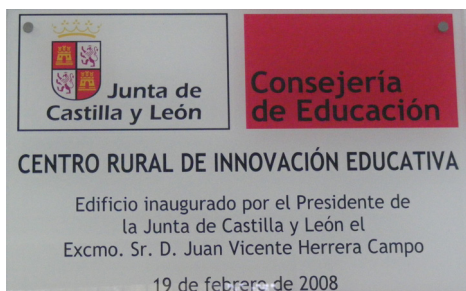 Junta de
Castilla y León
Consejería
de Educación
CENTRO RURAL DE INNOVACIÓN EDUCATIVA
Edificio inaugurado por el Presidente de
la Junta de Castilla y León el
Excmo. Sr. D. Juan Vicente Herrera Campo
19 de febrero de 2008